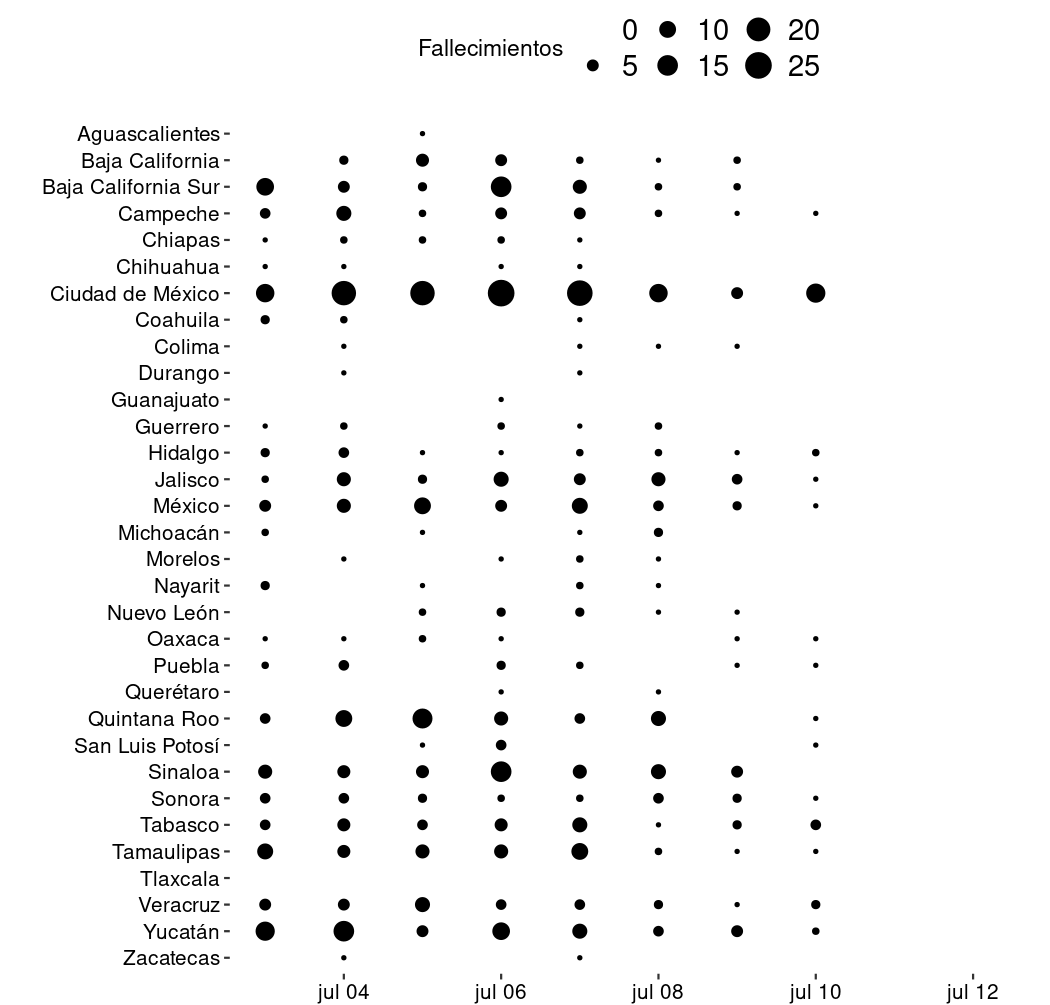 Fallecimientos
0 10 20
5 15 25
Aguascalientes
Baja California
Baja California Sur
Campeche
Chiapas
Chihuahua
Ciudad de México
Coahuila
Colima
Durango
Guanajuato
Guerrero
Hidalgo
Jalisco
México
Michoacán
Morelos
Nayarit
Nuevo León
Oaxaca
Puebla
Querétaro
Quintana Roo
San Luis Potosí
Sinaloa
Sonora
Tabasco
Tamaulipas
Tlaxcala
Veracruz
Yucatán
Zacatecas
jul 04 jul 06 jul 08 jul 10 jul 12